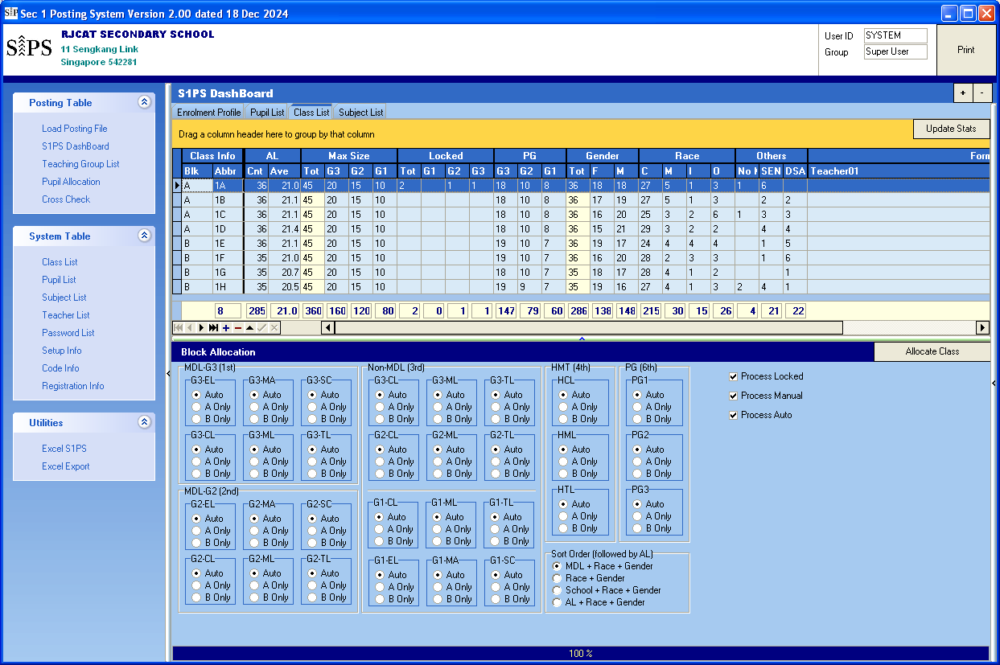 S1PS Sec 1 Posting System Version 2.00 dated 18 Dec 2024
S1PS
RJCAT SECONDARY SCHOOL
11 Sengkang Link
Singapore 542281
User ID SYSTEM
Group Super User
Print
Posting Table
Load Posting File
S1PS DashBoard
Teaching Group List
Pupil Allocation
Cross Check
System Table
Class List
Pupil List
Subject List
Teacher List
Password List
Setup Info
Code Info
Registration Info
Utilities
Excel S1PS
Excel Export
S1PS DashBoard + -
Enrolment Profile Pupil List Class List Subject List
Drag a column header here to group by that column
Update Stats
Class Info AL Max Size Locked PG Gender Race Others Form
Blk Abbr Cnt Ave Tot G3 G2 G1 Tot G1 G2 G3 G3 G2 G1 Tot F M C M I O No SEN DSA Teacher01
A 1A 36 21.0 45 20 15 10 2 1 1 18 10 8 36 18 18 27 5 1 3 1 6
A 1B 36 21.1 45 20 15 10 18 10 8 36 17 19 27 5 1 3 2 2
A 1C 36 21.1 45 20 15 10 18 10 8 36 16 20 25 3 2 6 1 3 3
A 1D 36 21.4 45 20 15 10 18 10 8 36 15 21 29 3 2 2 4 4
B 1E 36 21.1 45 20 15 10 19 10 7 36 19 17 24 4 4 4 1 5
B 1F 35 21.0 45 20 15 10 19 10 7 36 16 20 28 2 3 3 1 6
B 1G 35 20.7 45 20 15 10 18 10 7 35 18 17 28 4 1 2 1
B 1H 35 20.5 45 20 15 10 19 9 7 35 19 16 27 4 1 3 2 4 1
8 285 21.0 360 160 120 80 2 0 1 1 147 79 60 286 138 148 215 30 15 26 4 21 22
Block Allocation
Allocate Class
MDL-G3 (1st) Non-MDL (3rd) HMT (4th) PG (6th)
G3-EL G3-MA G3-SC G3-CL G3-ML G3-TL HCL PG1
Auto Auto Auto Auto Auto Auto Auto Auto
A Only A Only A Only A Only A Only A Only A Only A Only
B Only B Only B Only B Only B Only B Only B Only B Only
Process Locked
Process Manual
Process Auto
G3-CL G3-ML G3-TL G2-CL G2-ML G2-TL HML PG2
Auto Auto Auto Auto Auto Auto Auto Auto
A Only A Only A Only A Only A Only A Only A Only A Only
B Only B Only B Only B Only B Only B Only B Only B Only
MDL-G2 (2nd)
G2-EL G2-MA G2-SC G1-CL G1-ML G1-TL HTL PG3
Auto Auto Auto Auto Auto Auto Auto Auto
A Only A Only A Only A Only A Only A Only A Only A Only
B Only B Only B Only B Only B Only B Only B Only B Only
G2-CL G2-ML G2-TL G1-EL G1-MA G1-SC
Auto Auto Auto Auto Auto Auto
A Only A Only A Only A Only A Only A Only
B Only B Only B Only B Only B Only B Only
Sort Order (followed by AL)
MDL + Race + Gender
Race + Gender
School + Race + Gender
AL + Race + Gender
100 %